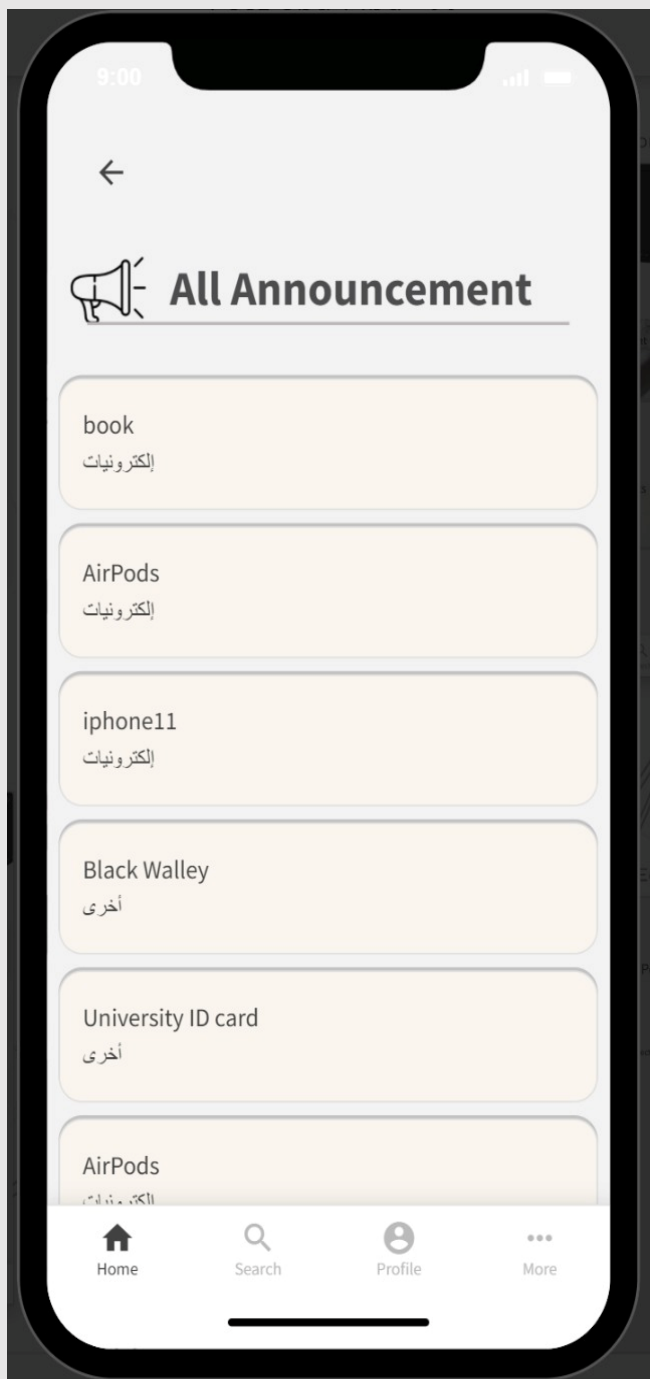 9:00
All Announcement
book
إلكترونيات
AirPods
إلكترونيات
iphone11
إلكترونيات
Black Walley
أخرى
University ID card
أخرى
AirPods
إلكترونيات
Home
Search
Profile
More